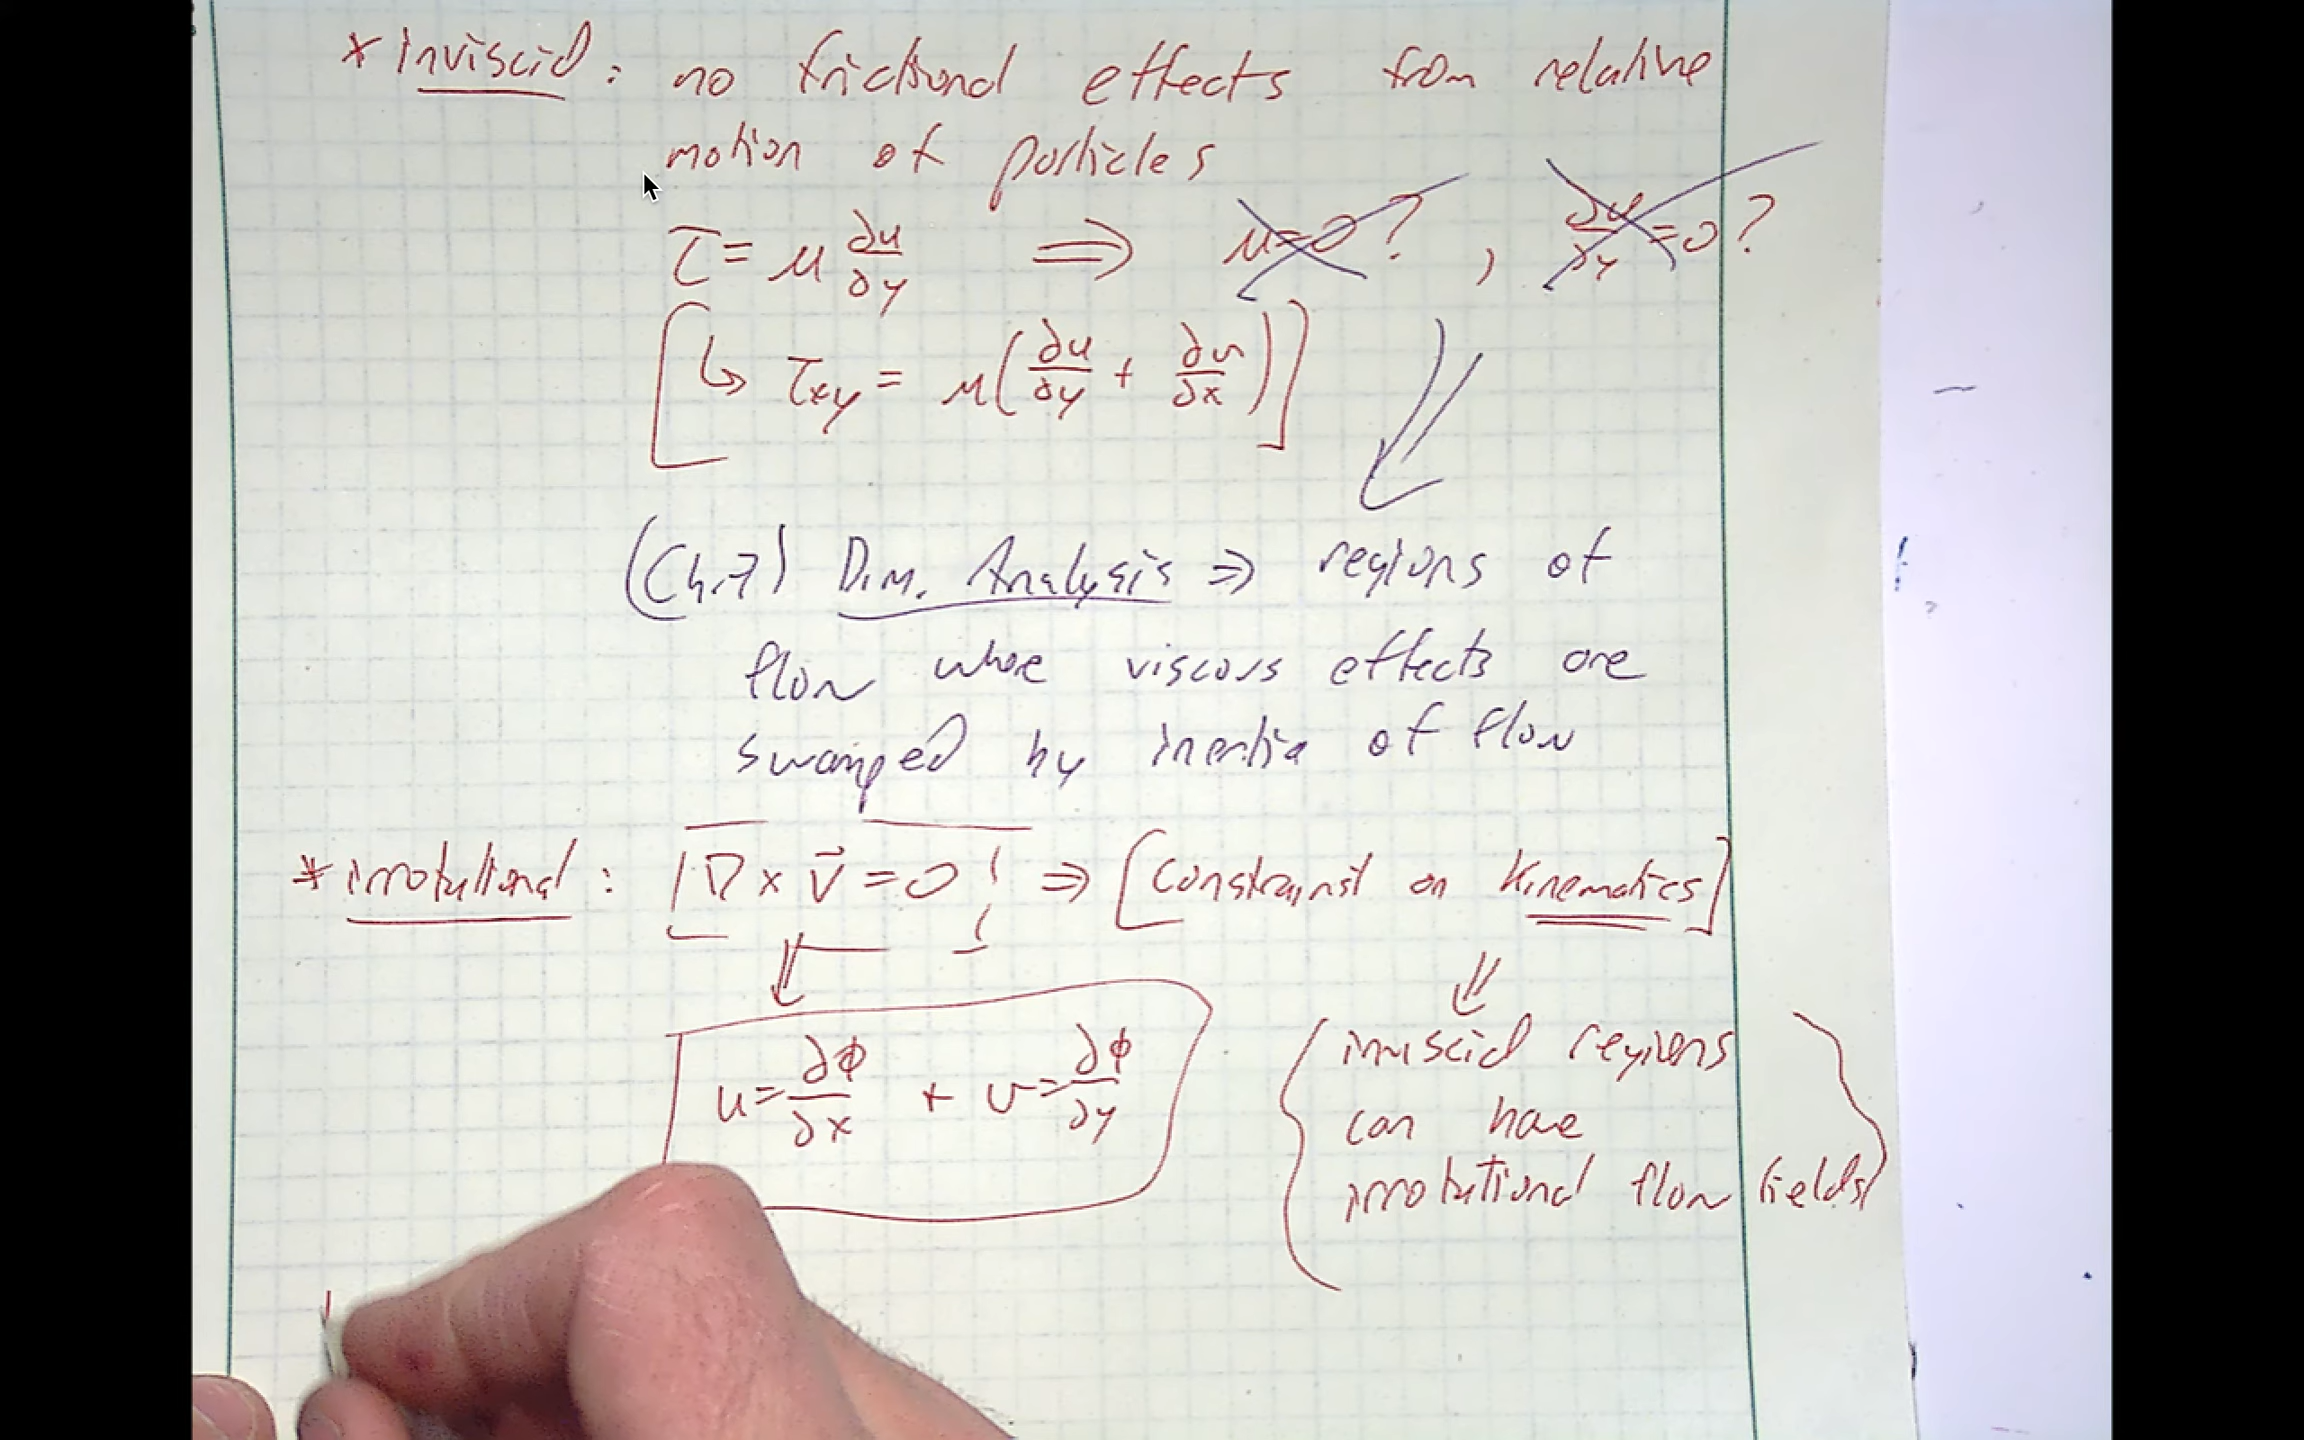 * inviscid : no frictional effects from relative
motion of particles
τ = μ ∂u/∂y ⟹ μ=0 ? , ∂u/∂y = 0 ?
[↳ τxy = μ(∂u/∂y + ∂v/∂x)]
(Ch.7) Dim. Analysis ⇒ regions of
flow where viscous effects are
swamped by inertia of flow
* irrotational : ∇ × V⃗ = 0 ⇒ [Constraint on Kinematics]
u = ∂ϕ/∂x + v = ∂ϕ/∂y
{ inviscid regions
can have
irrotational flow fields }